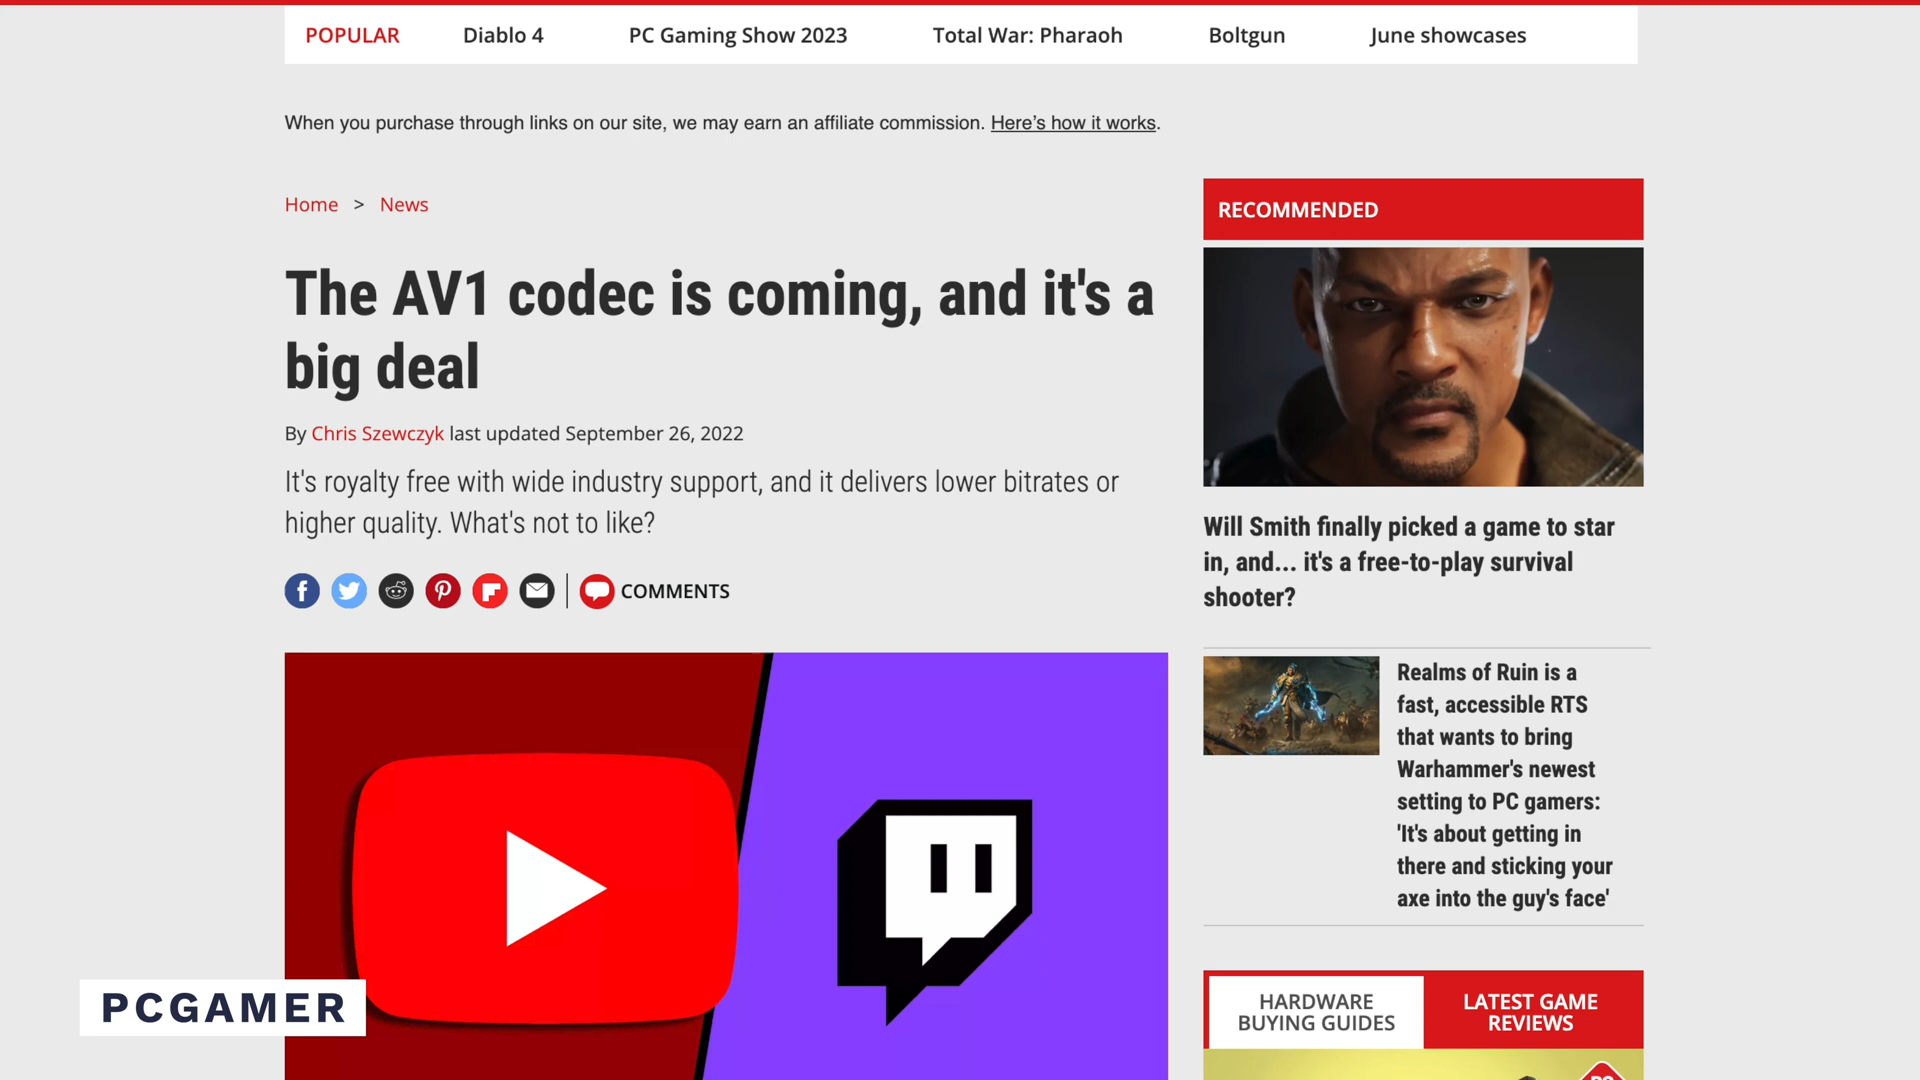 POPULAR Diablo 4 PC Gaming Show 2023 Total War: Pharaoh Boltgun June showcases
When you purchase through links on our site, we may earn an affiliate commission. Here’s how it works.
Home > News
The AV1 codec is coming, and it's a
big deal
By Chris Szewczyk last updated September 26, 2022
It's royalty free with wide industry support, and it delivers lower bitrates or
higher quality. What's not to like?
COMMENTS
RECOMMENDED
Will Smith finally picked a game to star
in, and... it's a free-to-play survival
shooter?
Realms of Ruin is a
fast, accessible RTS
that wants to bring
Warhammer's newest
setting to PC gamers:
'It's about getting in
there and sticking your
axe into the guy's face'
HARDWARE
BUYING GUIDES
LATEST GAME
REVIEWS
PCGAMER